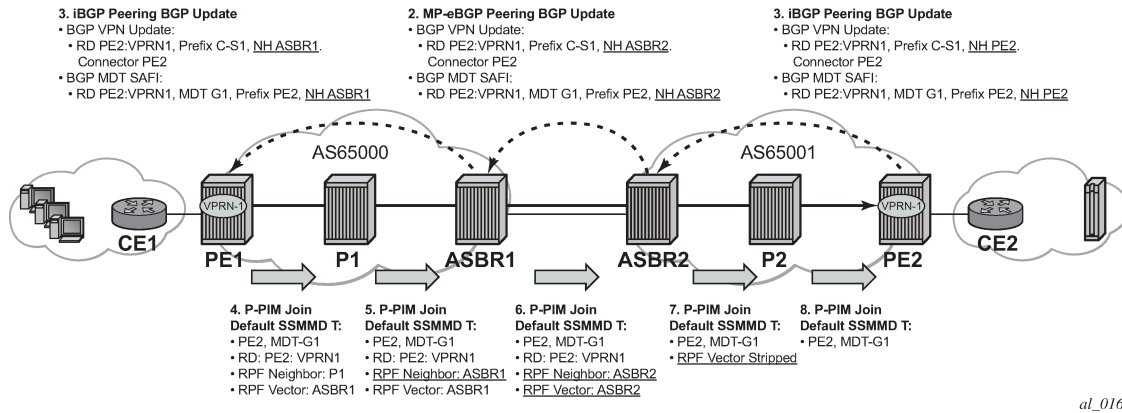 3. iBGP Peering BGP Update
• BGP VPN Update:
• RD PE2:VPRN1, Prefix C-S1, NH ASBR1.
Connector PE2
• BGP MDT SAFI:
• RD PE2:VPRN1, MDT G1, Prefix PE2, NH ASBR1
2. MP-eBGP Peering BGP Update
• BGP VPN Update:
• RD PE2:VPRN1, Prefix C-S1, NH ASBR2.
Connector PE2
• BGP MDT SAFI:
• RD PE2:VPRN1, MDT G1, Prefix PE2, NH ASBR2
3. iBGP Peering BGP Update
• BGP VPN Update:
• RD PE2:VPRN1, Prefix C-S1, NH PE2.
Connector PE2
• BGP MDT SAFI:
• RD PE2:VPRN1, MDT G1, Prefix PE2, NH PE2
AS65000
AS65001
VPRN-1
VPRN-1
CE1
PE1
P1
ASBR1
ASBR2
P2
PE2
CE2
4. P-PIM Join
Default SSMMD T:
• PE2, MDT-G1
• RD: PE2: VPRN1
• RPF Neighbor: P1
• RPF Vector: ASBR1
5. P-PIM Join
Default SSMMD T:
• PE2, MDT-G1
• RD: PE2: VPRN1
• RPF Neighbor: ASBR1
• RPF Vector: ASBR1
6. P-PIM Join
Default SSMMD T:
• PE2, MDT-G1
• RD: PE2: VPRN1
• RPF Neighbor: ASBR2
• RPF Vector: ASBR2
7. P-PIM Join
Default SSMMD T:
• PE2, MDT-G1
• RPF Vector Stripped
8. P-PIM Join
Default SSMMD T:
• PE2, MDT-G1
al_016